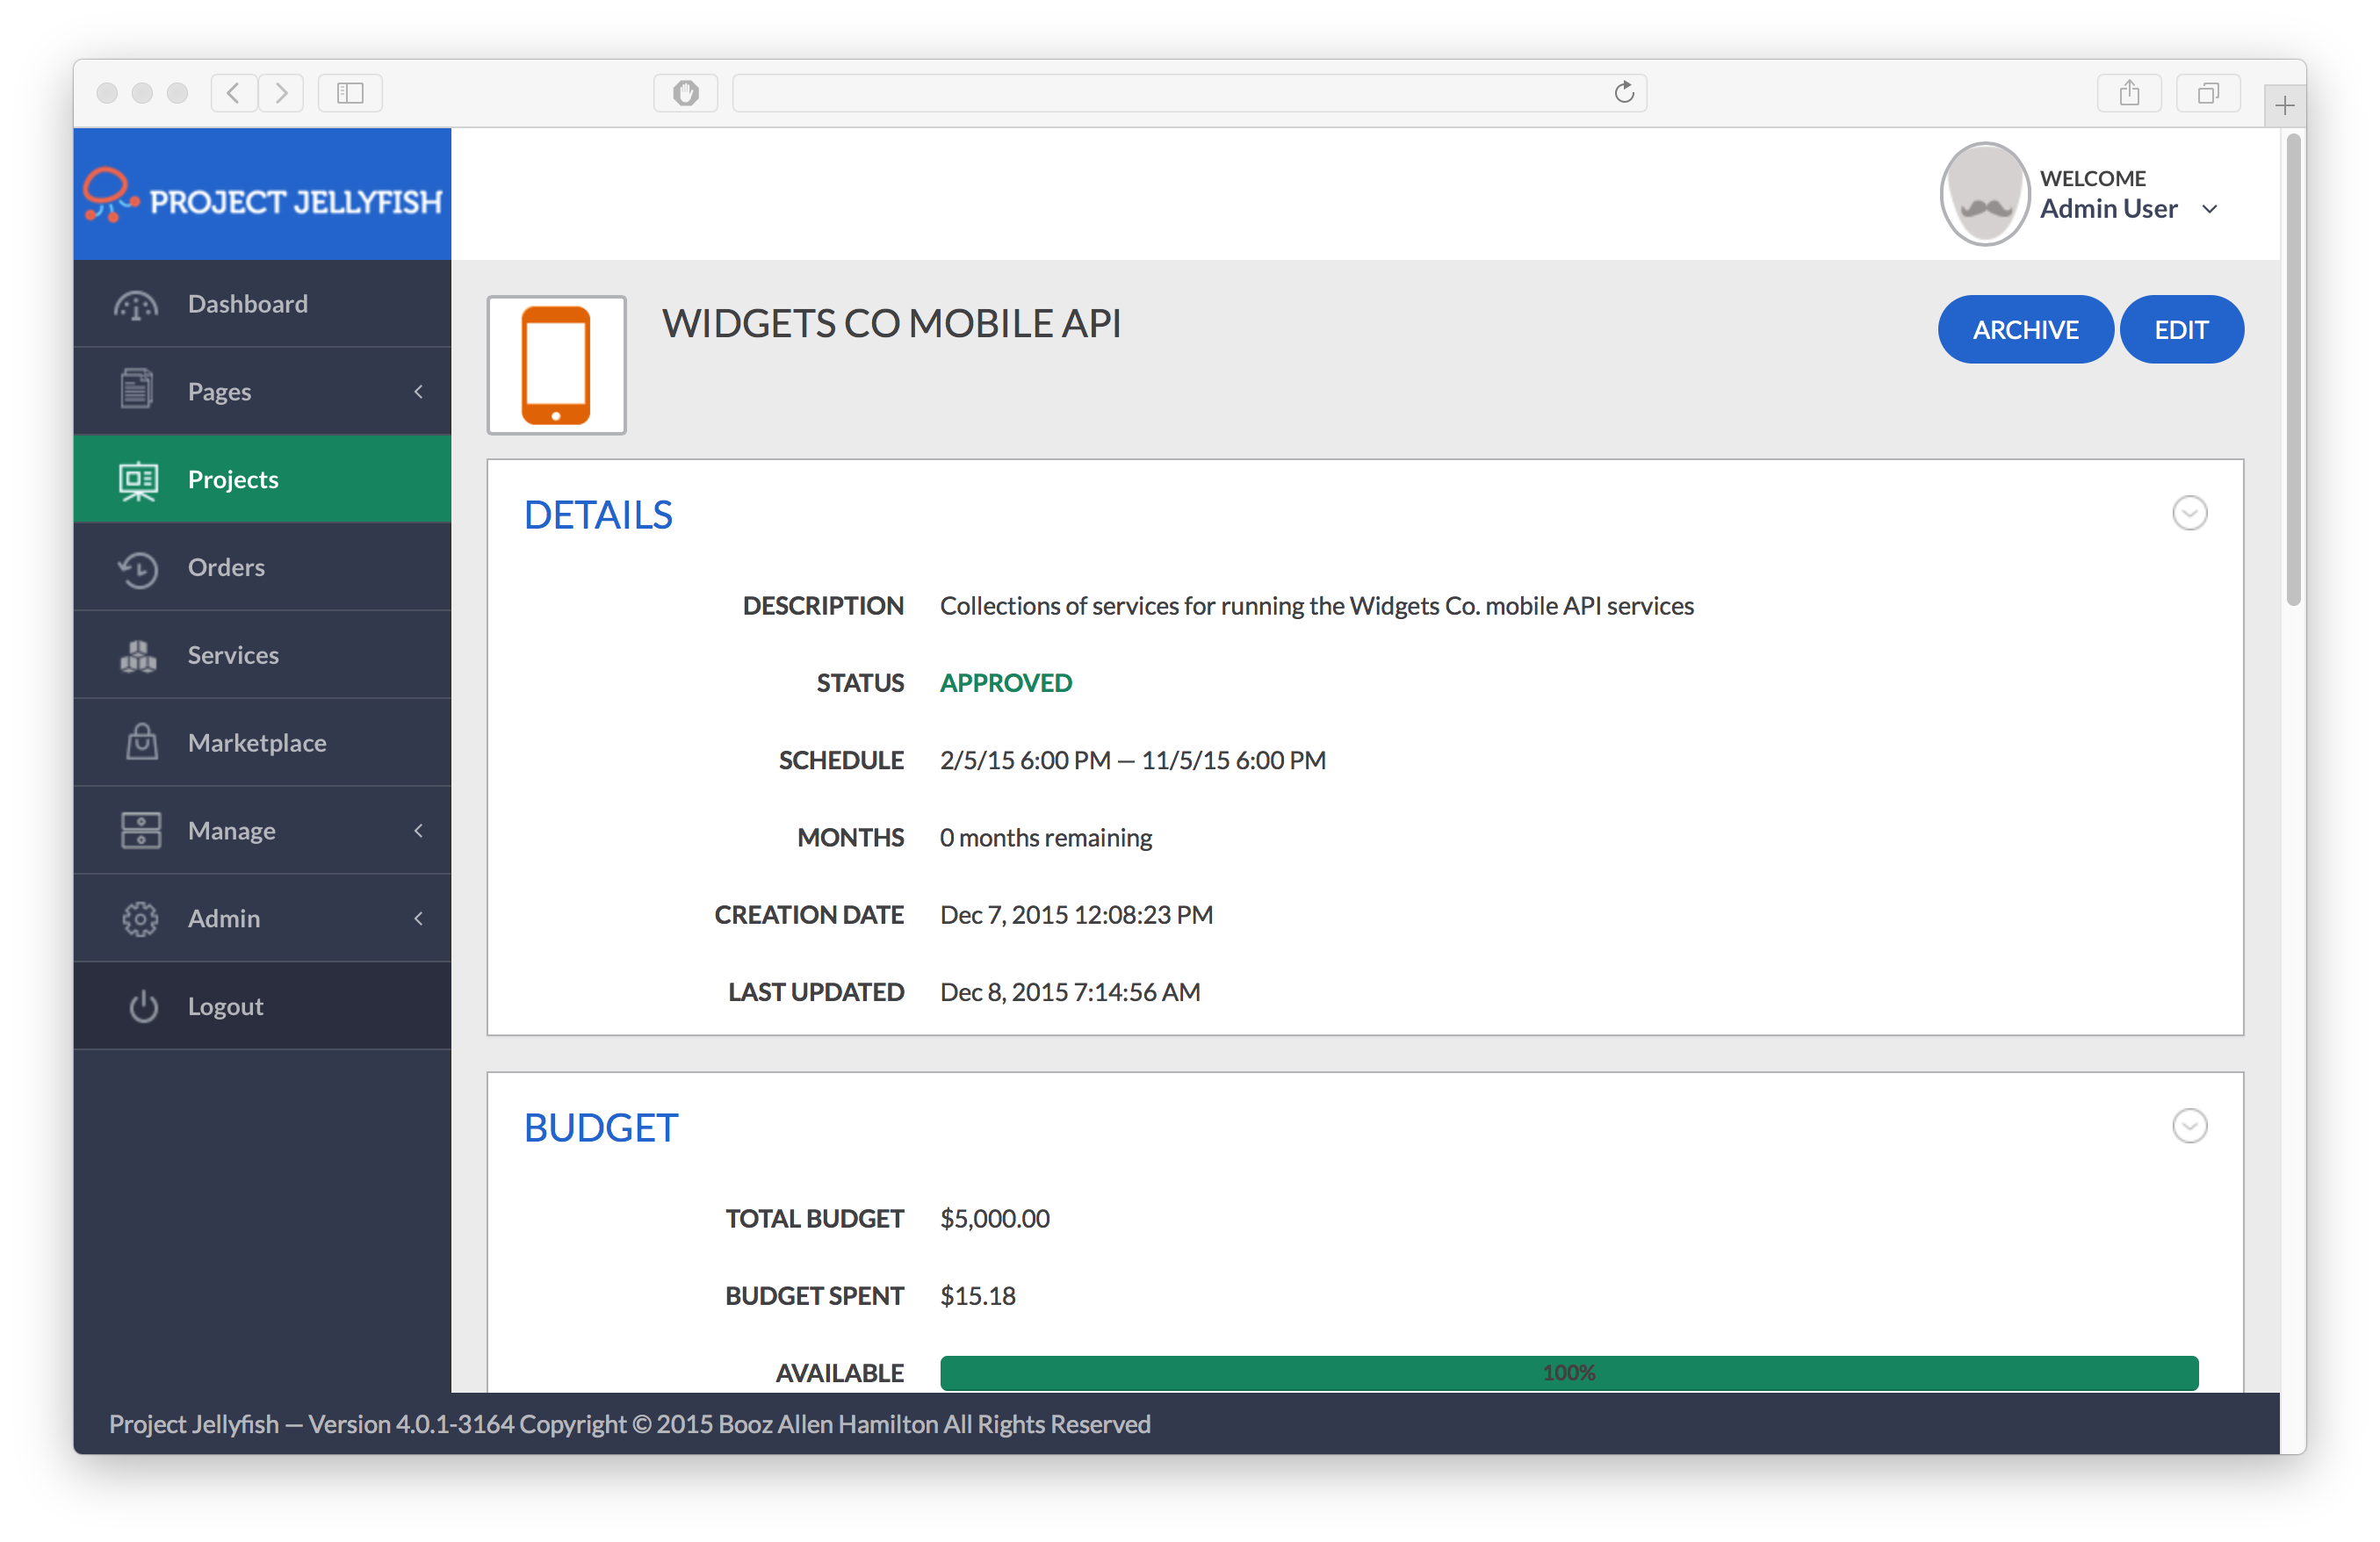 PROJECT JELLYFISH
WELCOME
Admin User
Dashboard
Pages
Projects
Orders
Services
Marketplace
Manage
Admin
Logout
WIDGETS CO MOBILE API
ARCHIVE EDIT
DETAILS
DESCRIPTION Collections of services for running the Widgets Co. mobile API services
STATUS APPROVED
SCHEDULE 2/5/15 6:00 PM — 11/5/15 6:00 PM
MONTHS 0 months remaining
CREATION DATE Dec 7, 2015 12:08:23 PM
LAST UPDATED Dec 8, 2015 7:14:56 AM
BUDGET
TOTAL BUDGET $5,000.00
BUDGET SPENT $15.18
AVAILABLE 100%
Project Jellyfish — Version 4.0.1-3164 Copyright © 2015 Booz Allen Hamilton All Rights Reserved